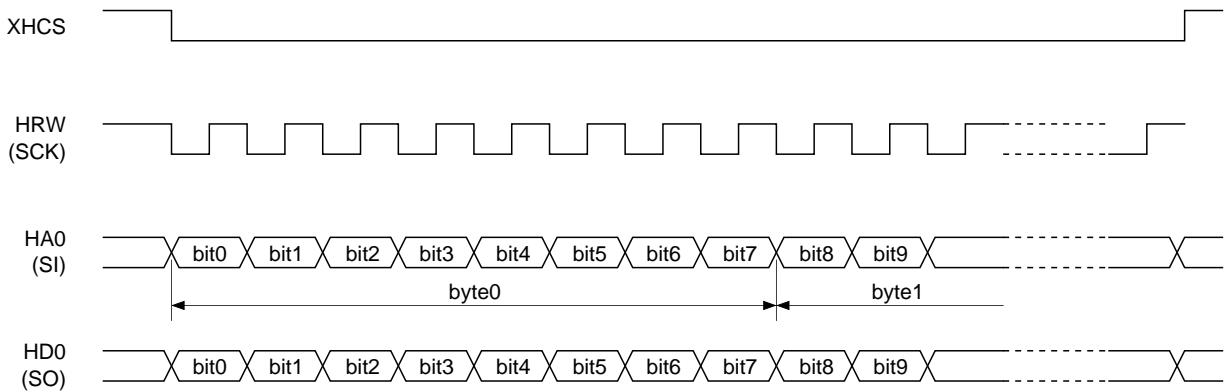 XHCS
HRW
(SCK)
HA0
(SI)
bit0 bit1 bit2 bit3 bit4 bit5 bit6 bit7 bit8 bit9
byte0 byte1
HD0
(SO)
bit0 bit1 bit2 bit3 bit4 bit5 bit6 bit7 bit8 bit9